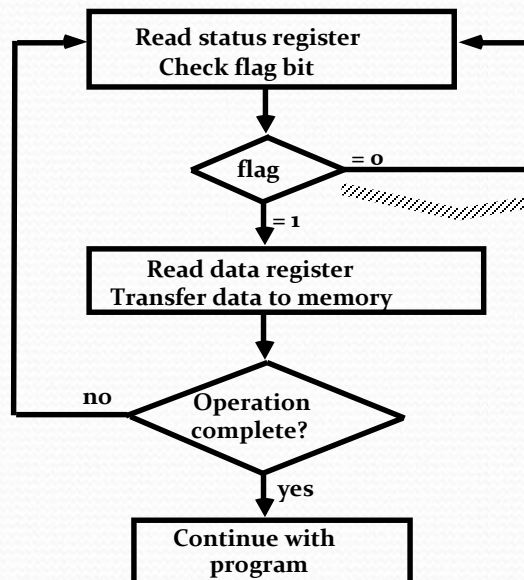 Read status register
Check flag bit
flag
= 0
= 1
Read data register
Transfer data to memory
no
Operation
complete?
yes
Continue with
program